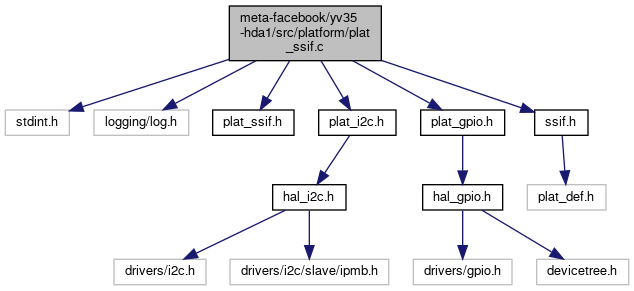 meta-facebook/yv35
-hda1/src/platform/plat
_ssif.c
stdint.h
logging/log.h
plat_ssif.h
plat_i2c.h
plat_gpio.h
ssif.h
hal_i2c.h
hal_gpio.h
plat_def.h
drivers/i2c.h
drivers/i2c/slave/ipmb.h
drivers/gpio.h
devicetree.h